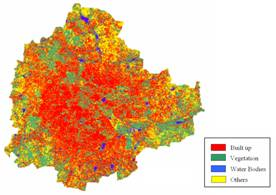 Built up
Vegetation
Water Bodies
Others